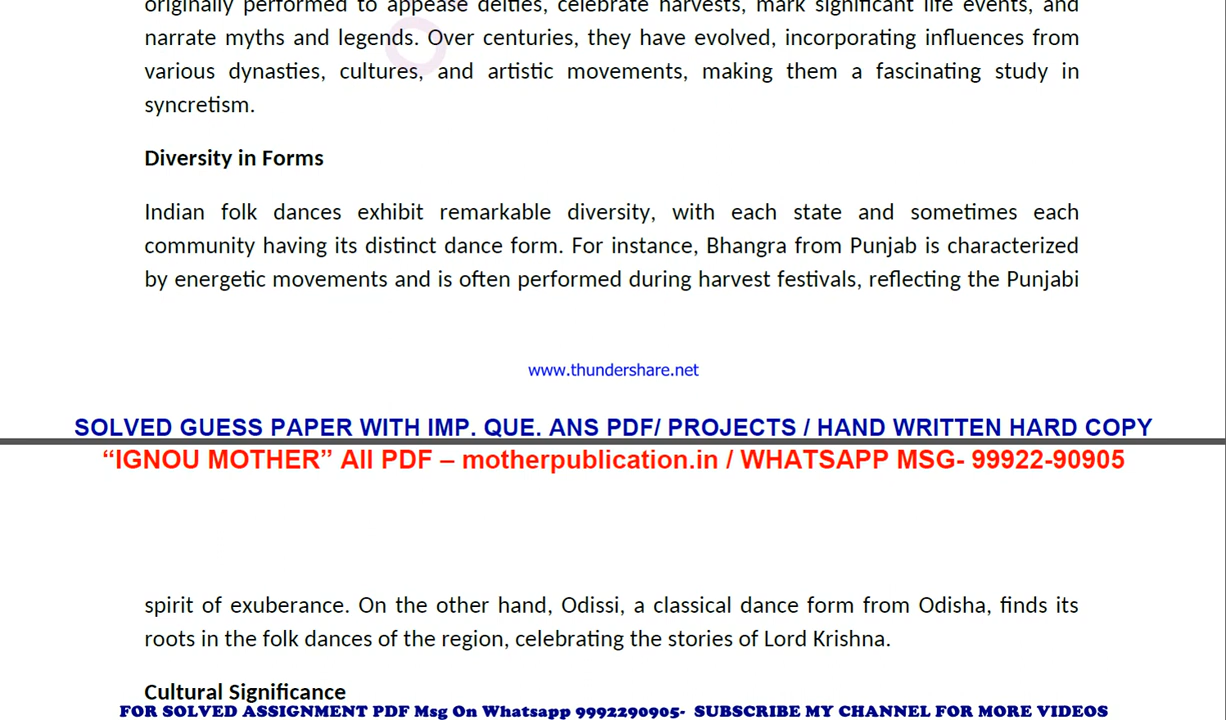 originally performed to appease deities, celebrate harvests, mark significant life events, and
narrate myths and legends. Over centuries, they have evolved, incorporating influences from
various dynasties, cultures, and artistic movements, making them a fascinating study in
syncretism.
Diversity in Forms
Indian folk dances exhibit remarkable diversity, with each state and sometimes each
community having its distinct dance form. For instance, Bhangra from Punjab is characterized
by energetic movements and is often performed during harvest festivals, reflecting the Punjabi
www.thundershare.net
SOLVED GUESS PAPER WITH IMP. QUE. ANS PDF/ PROJECTS / HAND WRITTEN HARD COPY
“IGNOU MOTHER” All PDF – motherpublication.in / WHATSAPP MSG- 99922-90905
spirit of exuberance. On the other hand, Odissi, a classical dance form from Odisha, finds its
roots in the folk dances of the region, celebrating the stories of Lord Krishna.
Cultural Significance
FOR SOLVED ASSIGNMENT PDF Msg On Whatsapp 9992290905- SUBSCRIBE MY CHANNEL FOR MORE VIDEOS